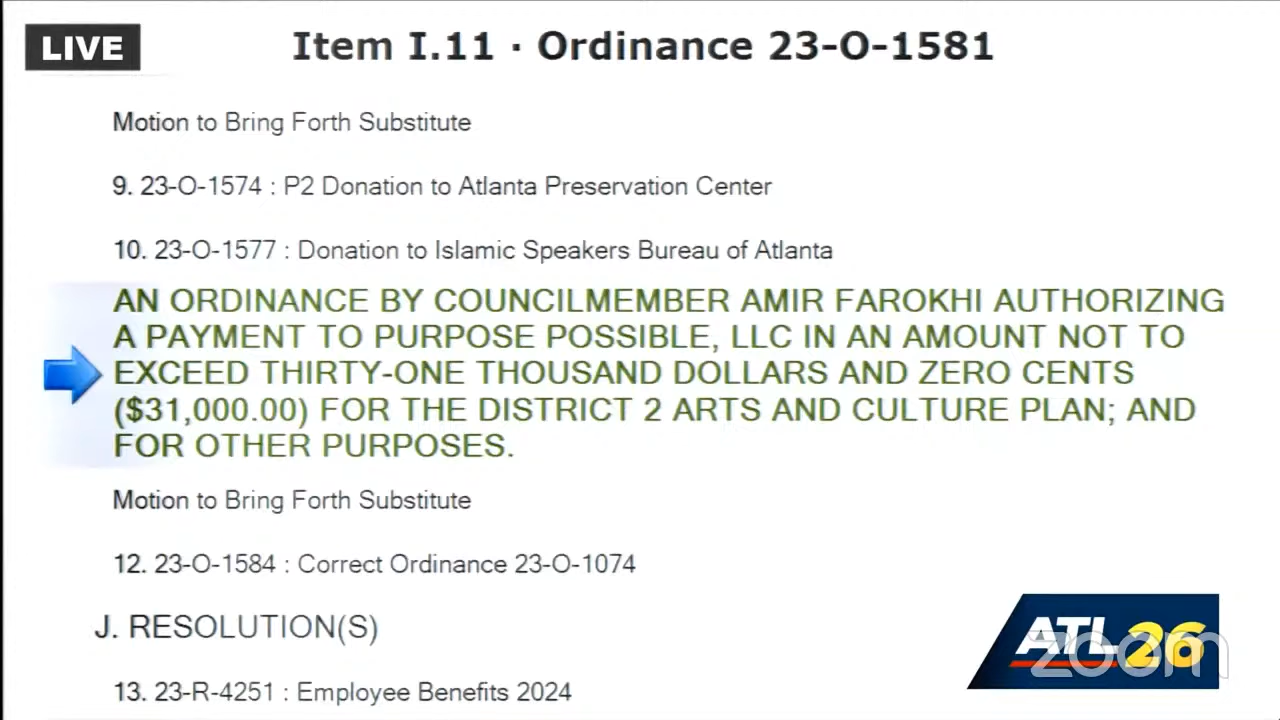 LIVE
Item I.11 · Ordinance 23-O-1581
Motion to Bring Forth Substitute
9. 23-O-1574 : P2 Donation to Atlanta Preservation Center
10. 23-O-1577 : Donation to Islamic Speakers Bureau of Atlanta
AN ORDINANCE BY COUNCILMEMBER AMIR FAROKHI AUTHORIZING
A PAYMENT TO PURPOSE POSSIBLE, LLC IN AN AMOUNT NOT TO
EXCEED THIRTY-ONE THOUSAND DOLLARS AND ZERO CENTS
($31,000.00) FOR THE DISTRICT 2 ARTS AND CULTURE PLAN; AND
FOR OTHER PURPOSES.
Motion to Bring Forth Substitute
12. 23-O-1584 : Correct Ordinance 23-O-1074
J. RESOLUTION(S)
13. 23-R-4251 : Employee Benefits 2024
ATL 26
zoom